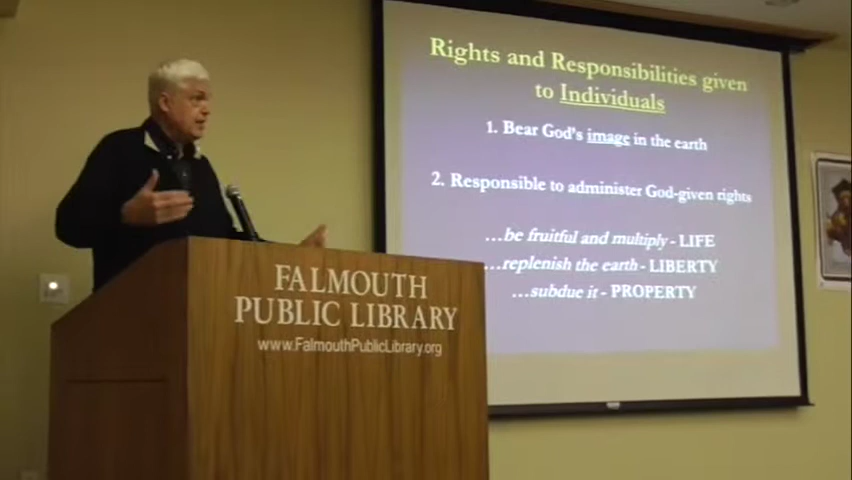 Rights and Responsibilities given
to Individuals
1. Bear God's image in the earth
2. Responsible to administer God-given rights
...be fruitful and multiply - LIFE
...replenish the earth - LIBERTY
...subdue it - PROPERTY
FALMOUTH
PUBLIC LIBRARY
www.FalmouthPublicLibrary.org